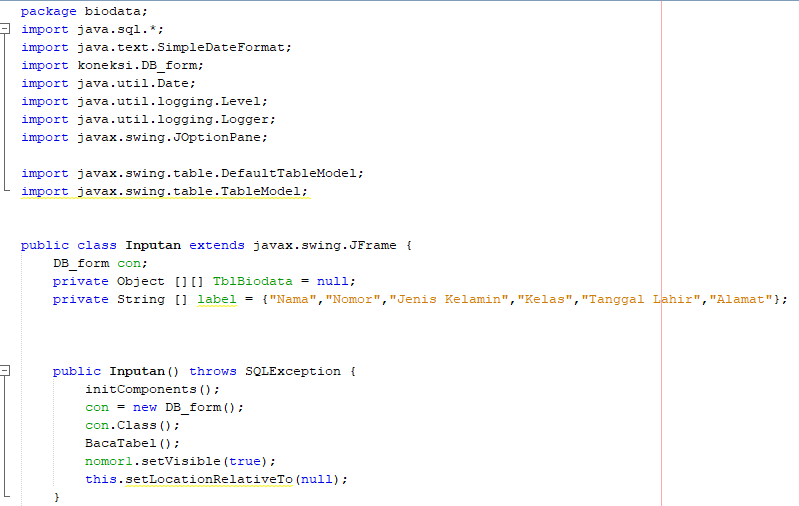 package biodata;
import java.sql.*;
import java.text.SimpleDateFormat;
import koneksi.DB_form;
import java.util.Date;
import java.util.logging.Level;
import java.util.logging.Logger;
import javax.swing.JOptionPane;
import javax.swing.table.DefaultTableModel;
import javax.swing.table.TableModel;
public class Inputan extends javax.swing.JFrame {
DB_form con;
private Object [][] TblBiodata = null;
private String [] label = {"Nama","Nomor","Jenis Kelamin","Kelas","Tanggal Lahir","Alamat"};
public Inputan() throws SQLException {
initComponents();
con = new DB_form();
con.Class();
BacaTabel();
nomor1.setVisible(true);
this.setLocationRelativeTo(null);
}